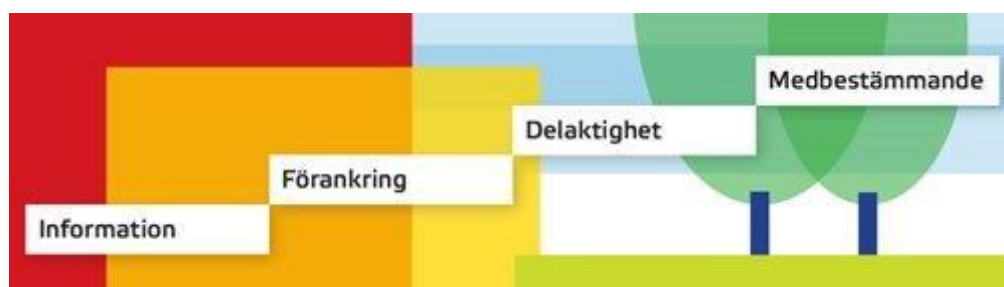 Medbestämmande
Delaktighet
Förankring
Information